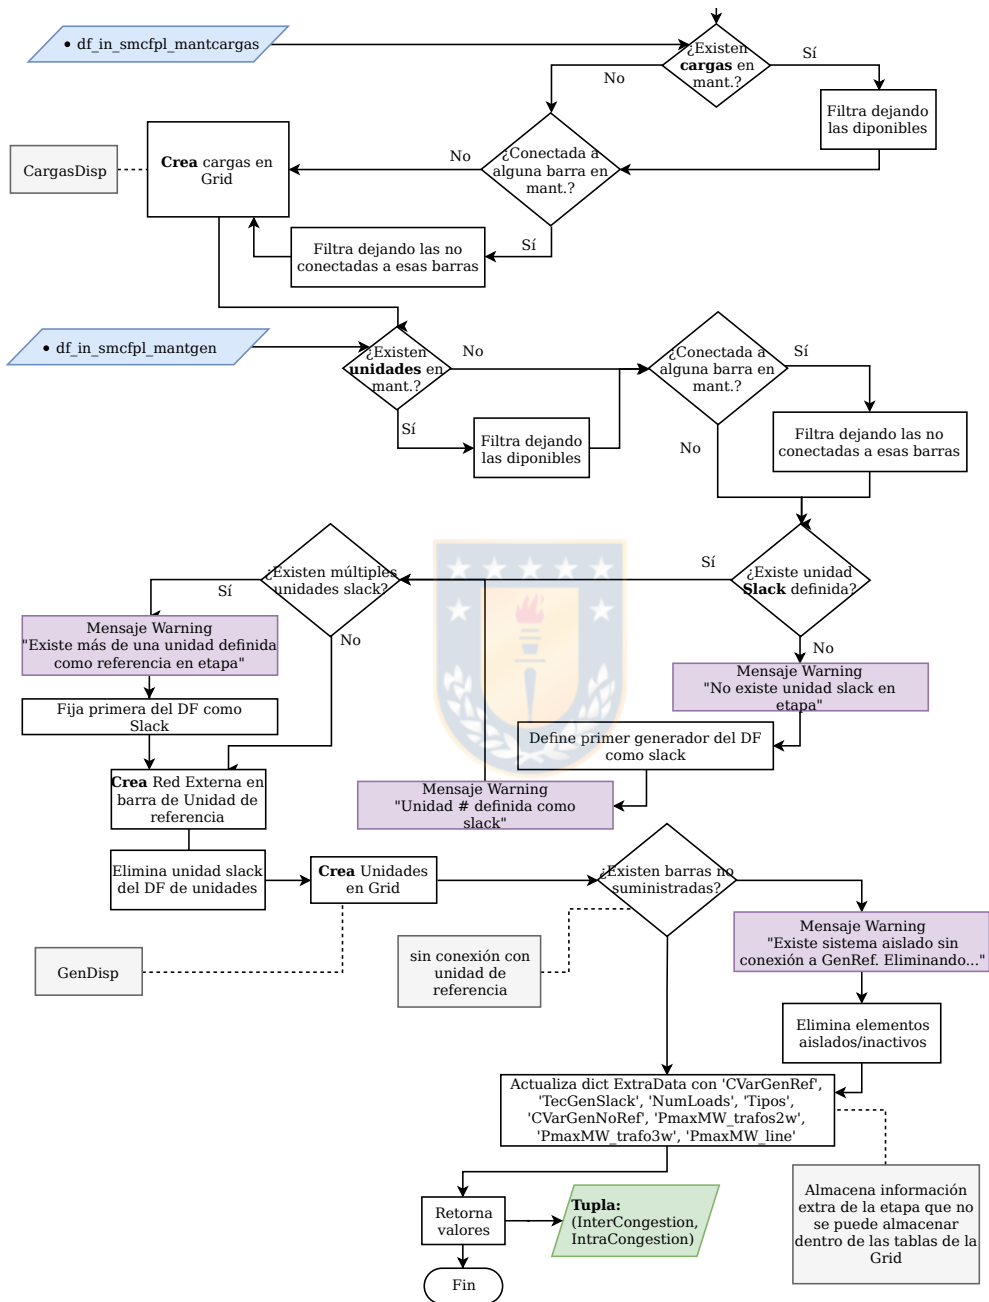 • df_in_smcfpl_mantcargas
¿Existen
cargas en
mant.?
Sí
No
Filtra dejando
las diponibles
CargasDisp
Crea cargas en
Grid
No
¿Conectada a
alguna barra en
mant.?
Sí
Filtra dejando las no
conectadas a esas barras
• df_in_smcfpl_mantgen
¿Existen
unidades en
mant.?
No
Sí
Filtra dejando
las diponibles
¿Conectada a
alguna barra en
mant.?
Sí
No
Filtra dejando las no
conectadas a esas barras
¿Existen múltiples
unidades slack?
Sí
No
Sí
¿Existe unidad
Slack definida?
No
Mensaje Warning
"Existe más de una unidad definida
como referencia en etapa"
Mensaje Warning
"No existe unidad slack en
etapa"
Fija primera del DF como
Slack
Define primer generador del DF
como slack
Crea Red Externa en
barra de Unidad de
referencia
Mensaje Warning
"Unidad # definida como
slack"
Elimina unidad slack
del DF de unidades
Crea Unidades
en Grid
¿Existen barras no
suministradas?
Mensaje Warning
"Existe sistema aislado sin
conexión a GenRef. Eliminando..."
GenDisp
sin conexión con
unidad de
referencia
Elimina elementos
aislados/inactivos
Actualiza dict ExtraData con 'CVarGenRef',
'TecGenSlack', 'NumLoads', 'Tipos',
'CVarGenNoRef', 'PmaxMW_trafos2w',
'PmaxMW_trafo3w', 'PmaxMW_line'
Almacena información
extra de la etapa que no
se puede almacenar
dentro de las tablas de la
Grid
Retorna
valores
Tupla:
(InterCongestion,
IntraCongestion)
Fin